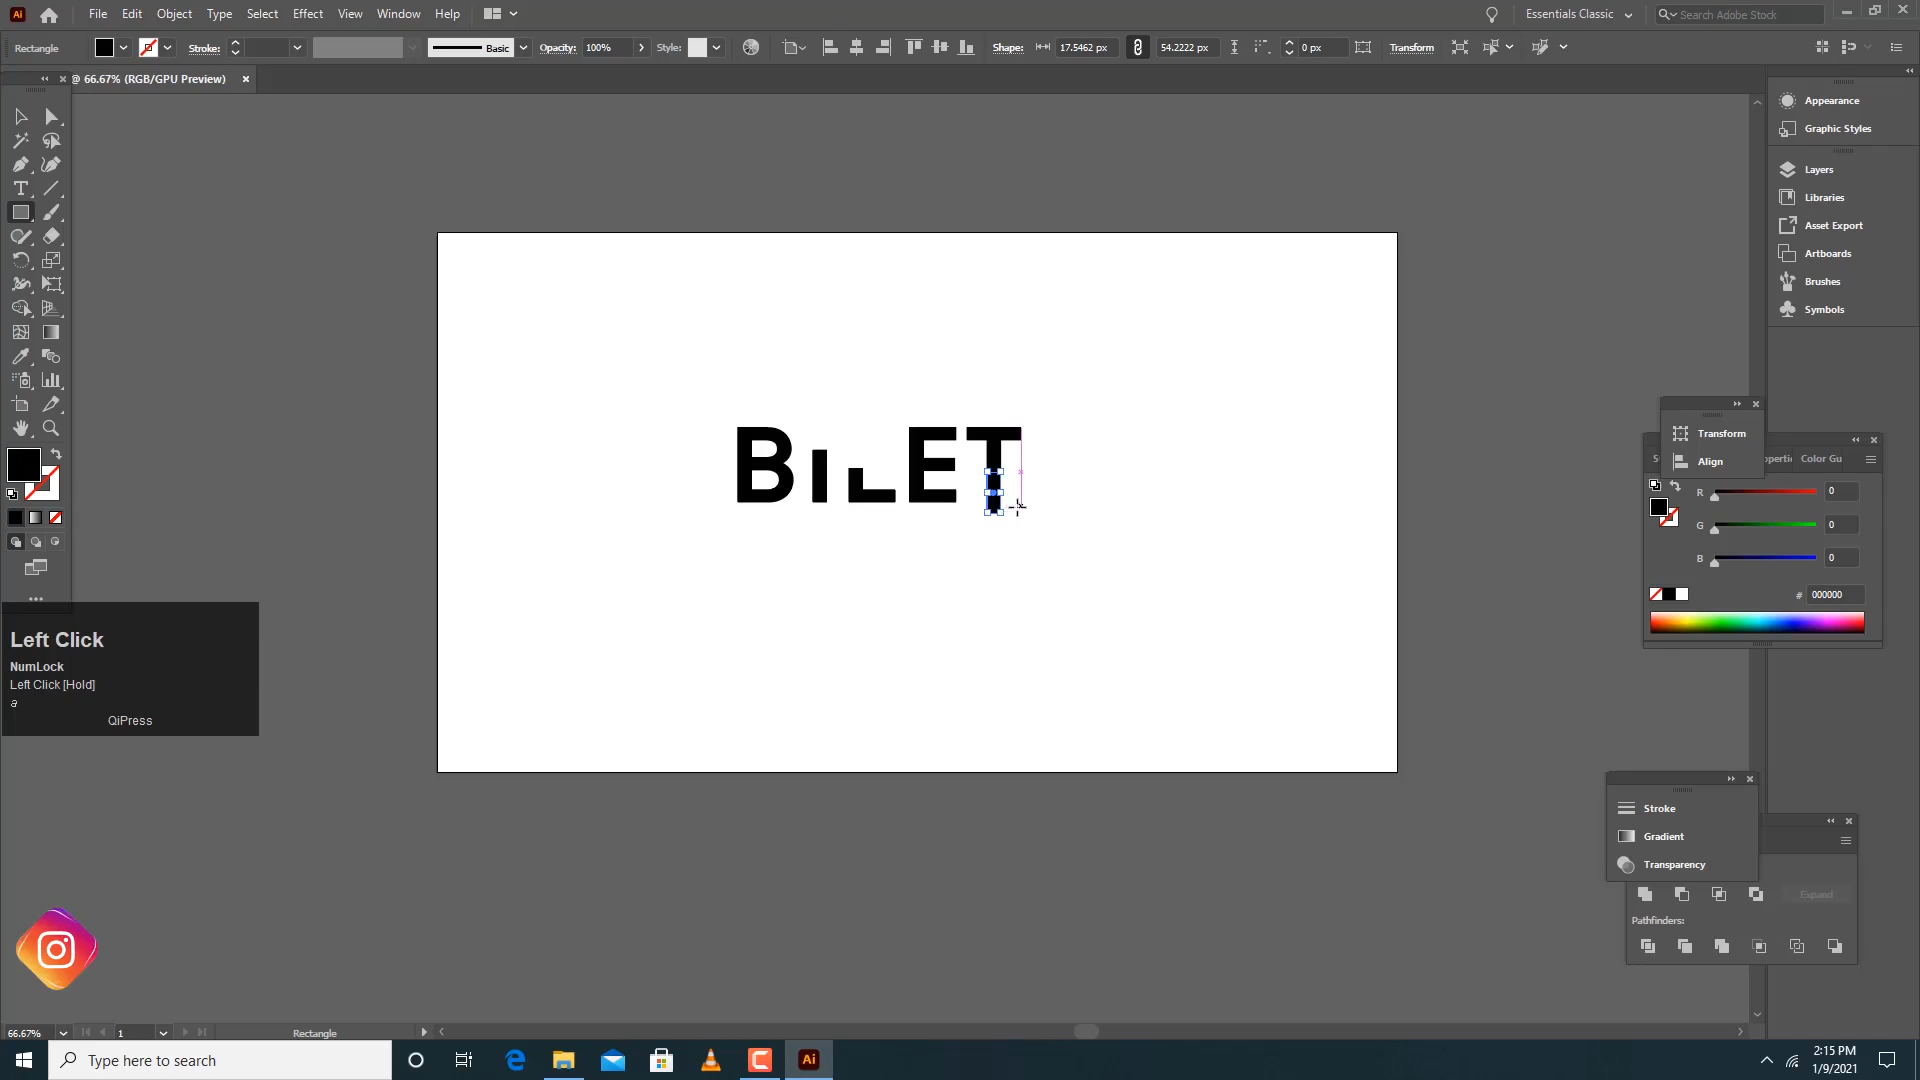 Ai File Edit Object Type Select Effect View Window Help Essentials Classic Search Adobe Stock
Rectangle Stroke: Basic Opacity: 100% Style: Shape: 17.5462 px 54.2222 px 0 px Transform
@ 66.67% (RGB/GPU Preview)
Appearance
Graphic Styles
Layers
Libraries
Asset Export
Artboards
Brushes
Symbols
BILET
Transform
Align
Color Gu
R 0
G 0
B 0
# 000000
Left Click
NumLock
Left Click [Hold]
a
QiPress
Stroke
Gradient
Transparency
Expand
Pathfinders:
66.67% 1 Rectangle
Type here to search
Ai
2:15 PM
1/9/2021